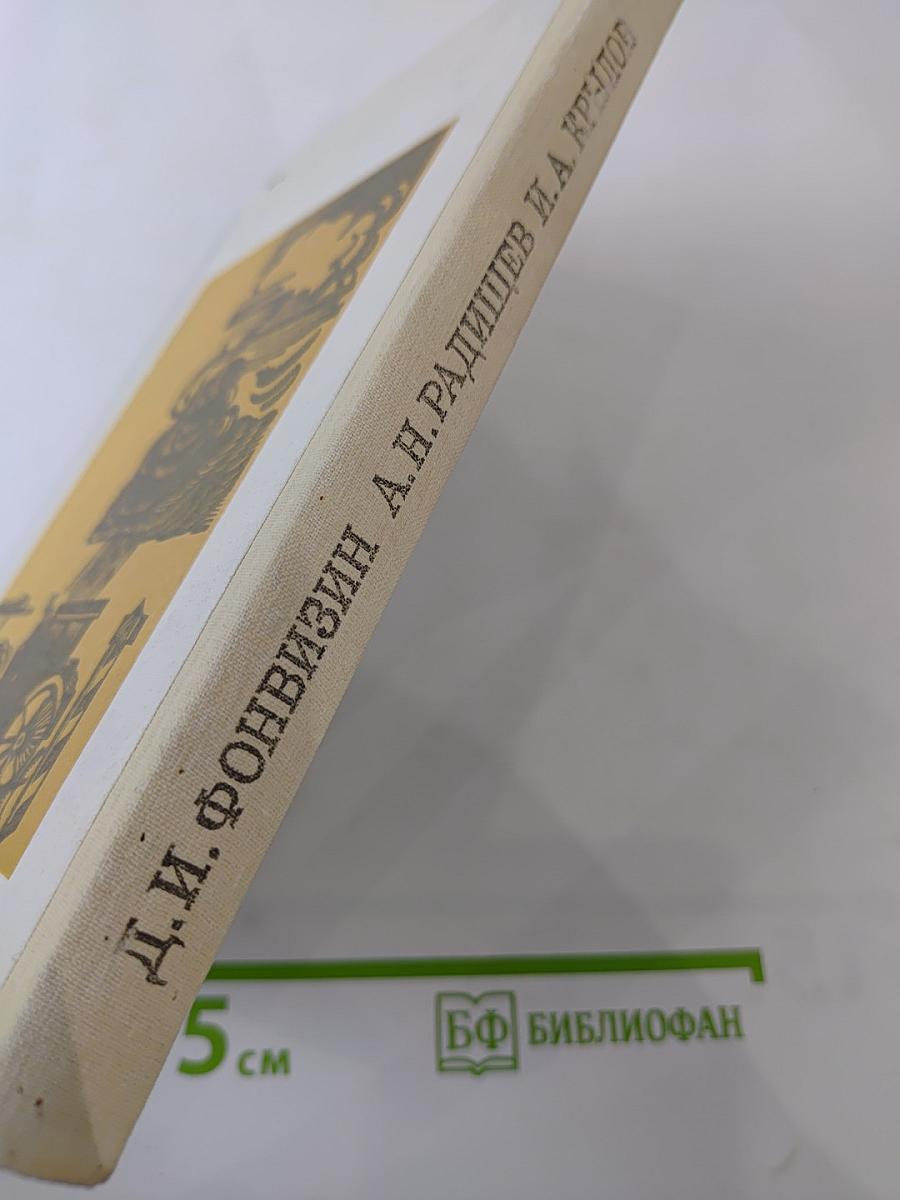 Д. И. ФОНВИЗИН А. Н. РАДИЩЕВ И. А. КРЫЛОВ
5 см
БФ БИБЛИОФАН